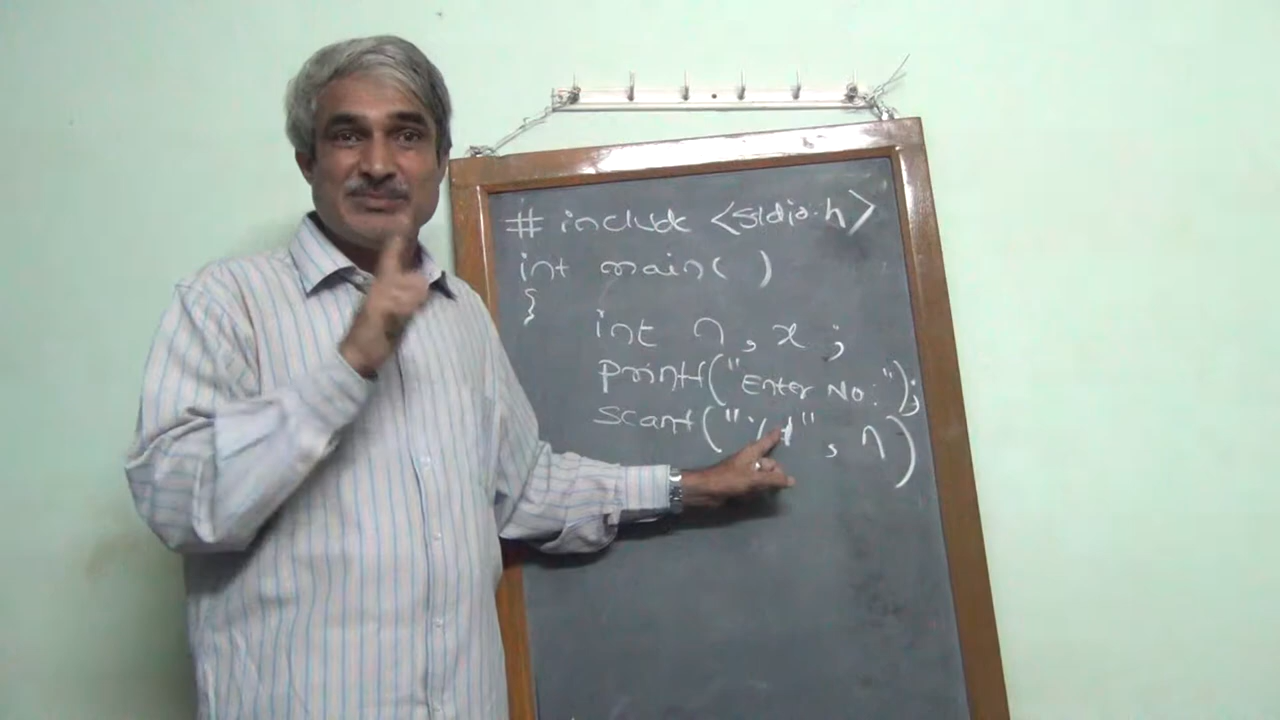 # include <stdio.h>
int main( )
{
int n, x ;
printf("Enter No:");
scanf("%d", n)